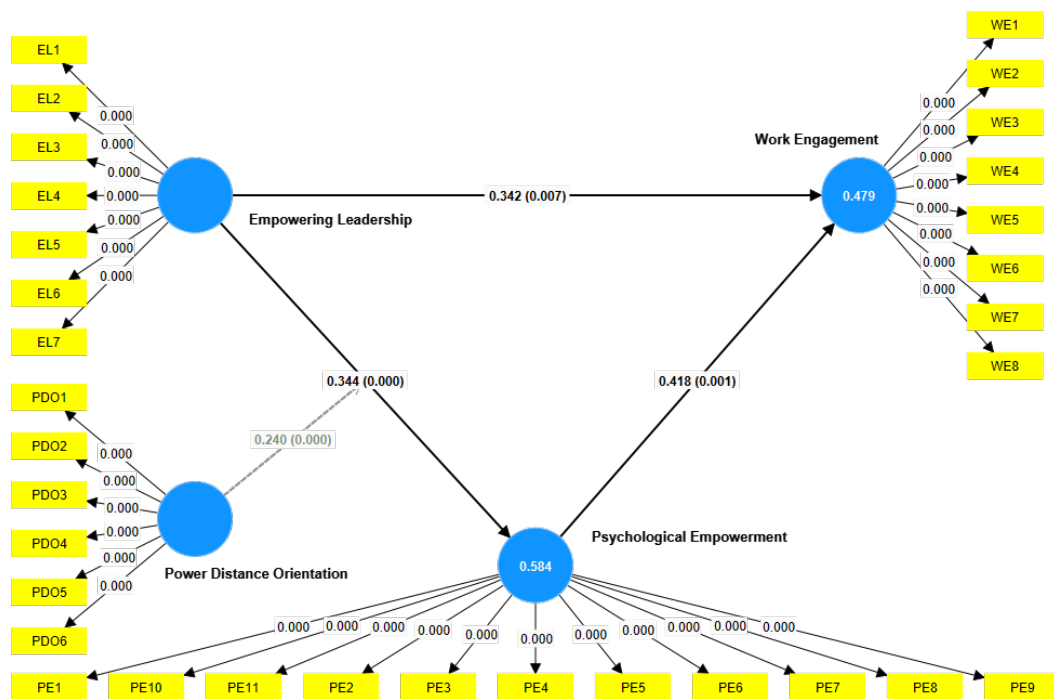 EL1
EL2
EL3
EL4
EL5
EL6
EL7
0.000
0.000
0.000
0.000
0.000
0.000
0.000
Empowering Leadership
0.342 (0.007)
Work Engagement
0.479
WE1
WE2
WE3
WE4
WE5
WE6
WE7
WE8
0.000
0.000
0.000
0.000
0.000
0.000
0.000
0.000
0.344 (0.000)
0.418 (0.001)
0.240 (0.000)
PDO1
PDO2
PDO3
PDO4
PDO5
PDO6
0.000
0.000
0.000
0.000
0.000
0.000
Power Distance Orientation
Psychological Empowerment
0.584
0.000
0.000
0.000
0.000
0.000
0.000
0.000
0.000
0.000
0.000
0.000
PE1
PE10
PE11
PE2
PE3
PE4
PE5
PE6
PE7
PE8
PE9